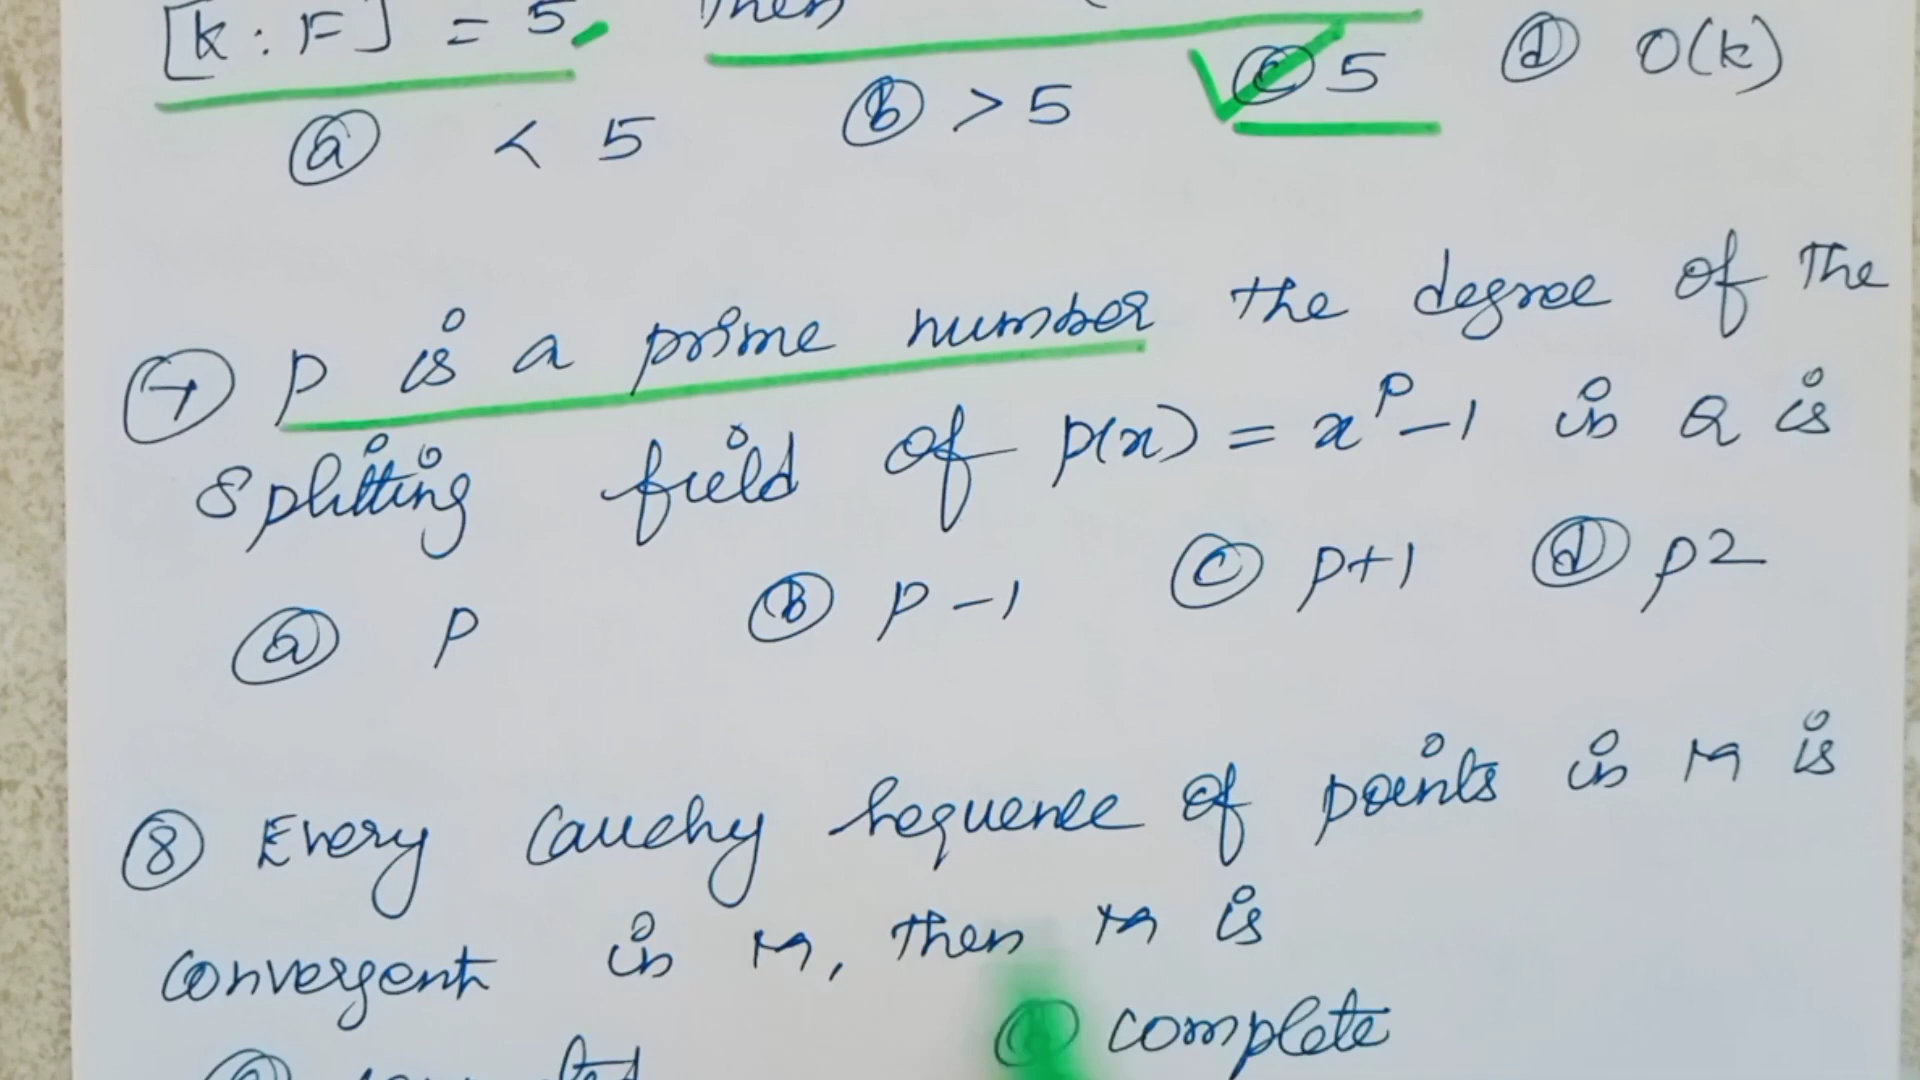 [K : F] = 5. Then
ⓐ < 5 ⓑ > 5 ⓒ 5 ⓓ O(k)
⑦ P is a prime number the degree of The
Splitting field of p(x) = x^p - 1 in Q is
ⓐ P ⓑ P - 1 ⓒ P+1 ⓓ P2
⑧ Every Cauchy sequence of points in M is
convergent in M, then M is
complete